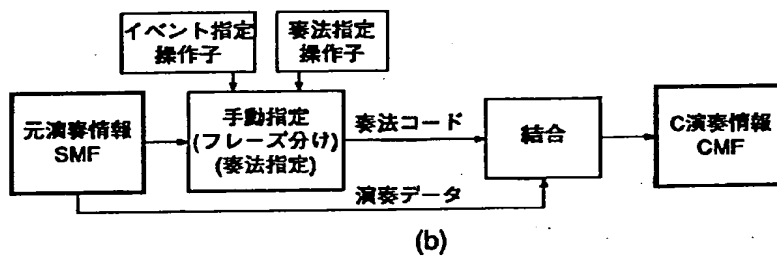 イベント指定
操作子
奏法指定
操作子
元演奏情報
SMF
手動指定
(フレーズ分け)
(奏法指定)
奏法コード
結合
C演奏情報
CMF
演奏データ
(b)